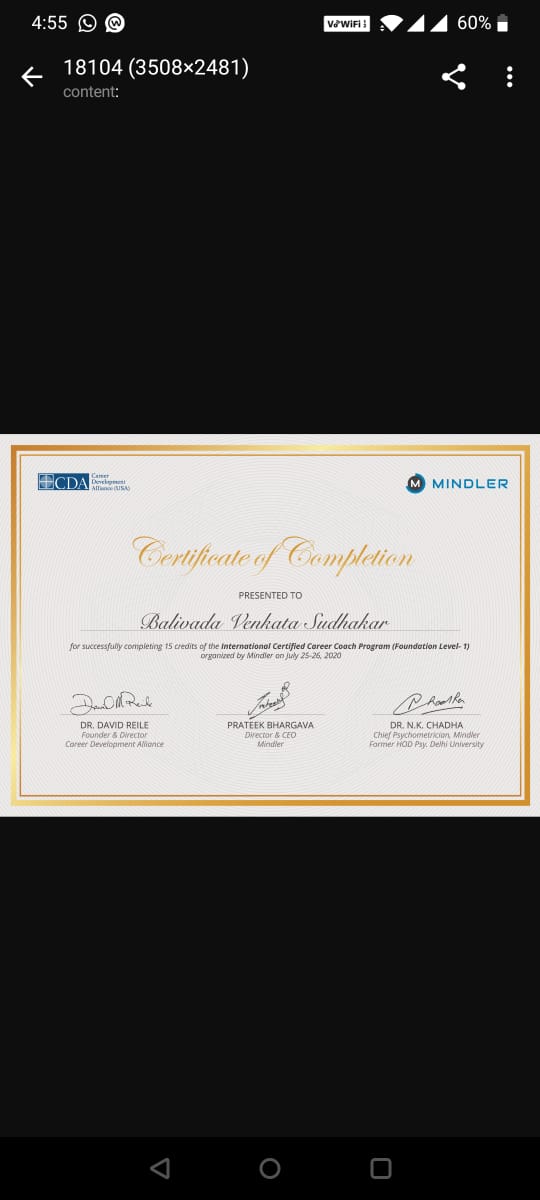 4:55
Vo WiFi
60%
18104 (3508×2481)
content:
CDA
Career
Development
Alliance (USA)
M MINDLER
Certificate of Completion
PRESENTED TO
Balivada Venkata Sudhakar
for successfully completing 15 credits of the International Certified Career Coach Program (Foundation Level- 1)
organized by Mindler on July 25-26, 2020
DR. DAVID REILE
Founder & Director
Career Development Alliance
PRATEEK BHARGAVA
Director & CEO
Mindler
DR. N.K. CHADHA
Chief Psychometrician, Mindler
Former HOD Psy. Delhi University